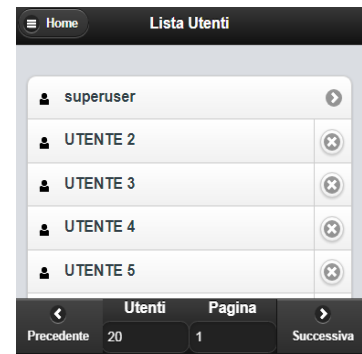 Home
Lista Utenti
superuser
UTENTE 2
UTENTE 3
UTENTE 4
UTENTE 5
Utenti Pagina
Precedente 20 1 Successiva